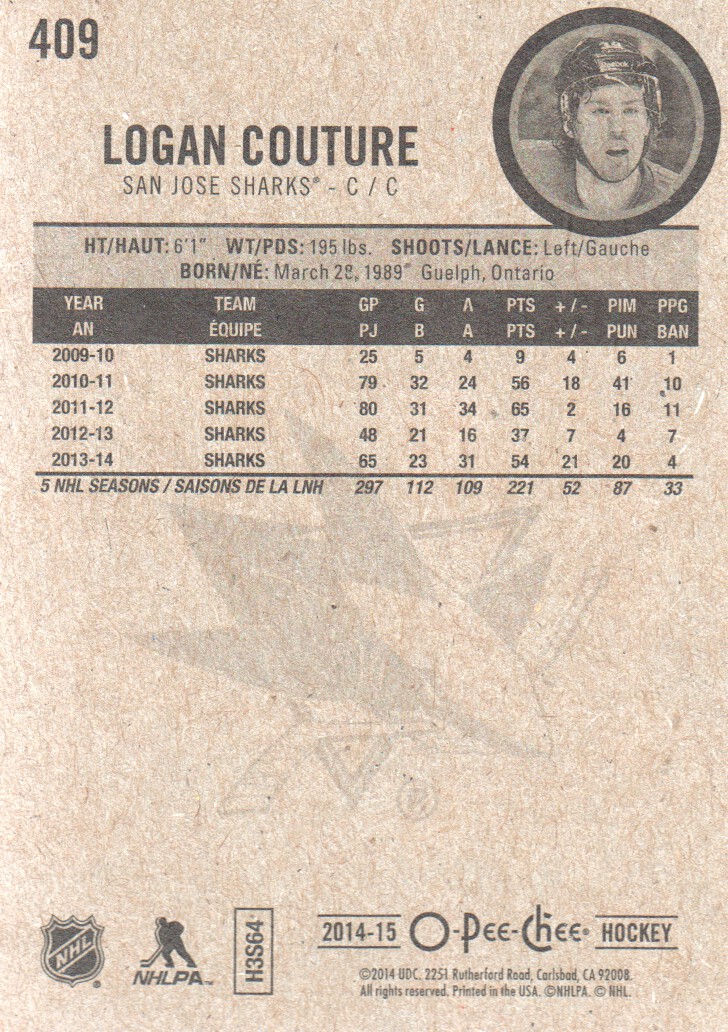 409
LOGAN COUTURE
SAN JOSE SHARKS® - C / C
HT/HAUT: 6'1" WT/PDS: 195 lbs. SHOOTS/LANCE: Left/Gauche
BORN/NÉ: March 28, 1989" Guelph, Ontario
YEAR TEAM GP G A PTS + / - PIM PPG
AN ÉQUIPE PJ B A PTS + / - PUN BAN
2009-10 SHARKS 25 5 4 9 4 6 1
2010-11 SHARKS 79 32 24 56 18 41 10
2011-12 SHARKS 80 31 34 65 2 16 11
2012-13 SHARKS 48 21 16 37 7 4 7
2013-14 SHARKS 65 23 31 54 21 20 4
5 NHL SEASONS / SAISONS DE LA LNH 297 112 109 221 52 87 33
NHL
NHLPA™
H3S64
2014-15 O-Pee-Chee® HOCKEY
©2014 UDC. 2251 Rutherford Road, Carlsbad, CA 92008.
All rights reserved. Printed in the USA. ©NHLPA. © NHL.